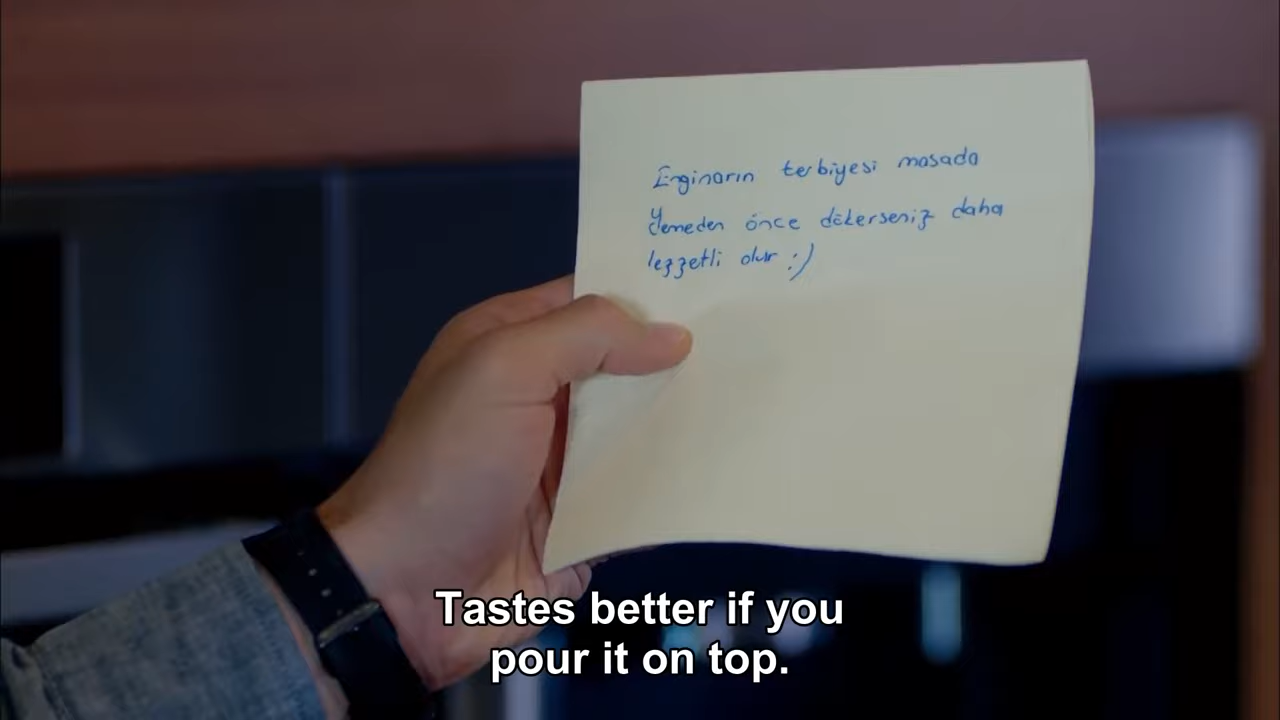 Enginarın terbiyesi masada
Yemeden önce dökerseniz daha
lezzetli olur :)
Tastes better if you
pour it on top.